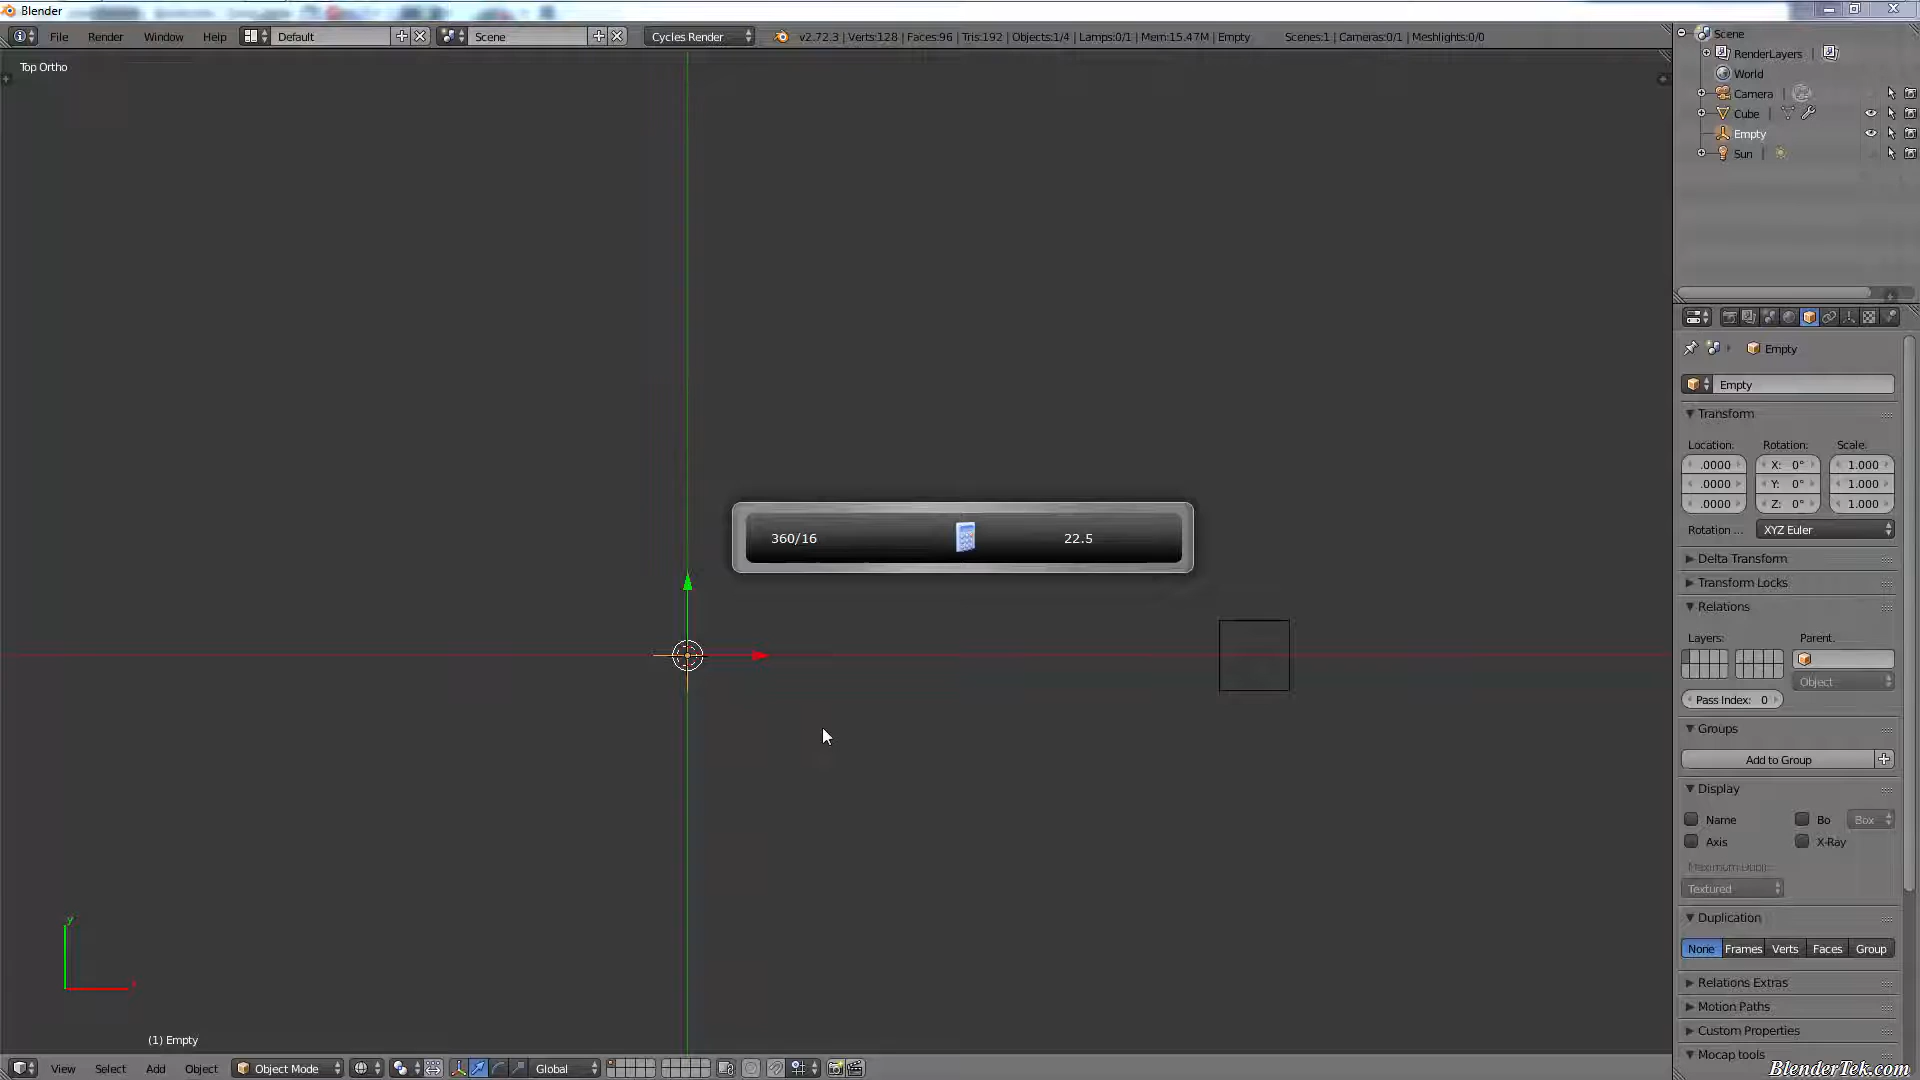 Blender
File Render Window Help Default Scene Cycles Render v2.72.3 | Verts:128 | Faces:96 | Tris:192 | Objects:1/4 | Lamps:0/1 | Mem:15.47M | Empty Scenes:1 | Cameras:0/1 | Meshlights:0/0
Top Ortho
Scene
RenderLayers |
World
Camera |
Cube |
Empty
Sun |
Empty
Empty
Transform
Location: Rotation: Scale
.0000 X: 0° 1.000
.0000 Y: 0° 1.000
.0000 Z: 0° 1.000
Rotation ... XYZ Euler
Delta Transform
Transform Locks
Relations
Layers: Parent:
Object
Pass Index: 0
Groups
Add to Group
Display
Name Bo Box
Axis X-Ray
Textured
Duplication
None Frames Verts Faces Group
Relations Extras
Motion Paths
Custom Properties
Mocap tools
360/16 22.5
y
x
(1) Empty
View Select Add Object Object Mode Global
BlenderTek.com